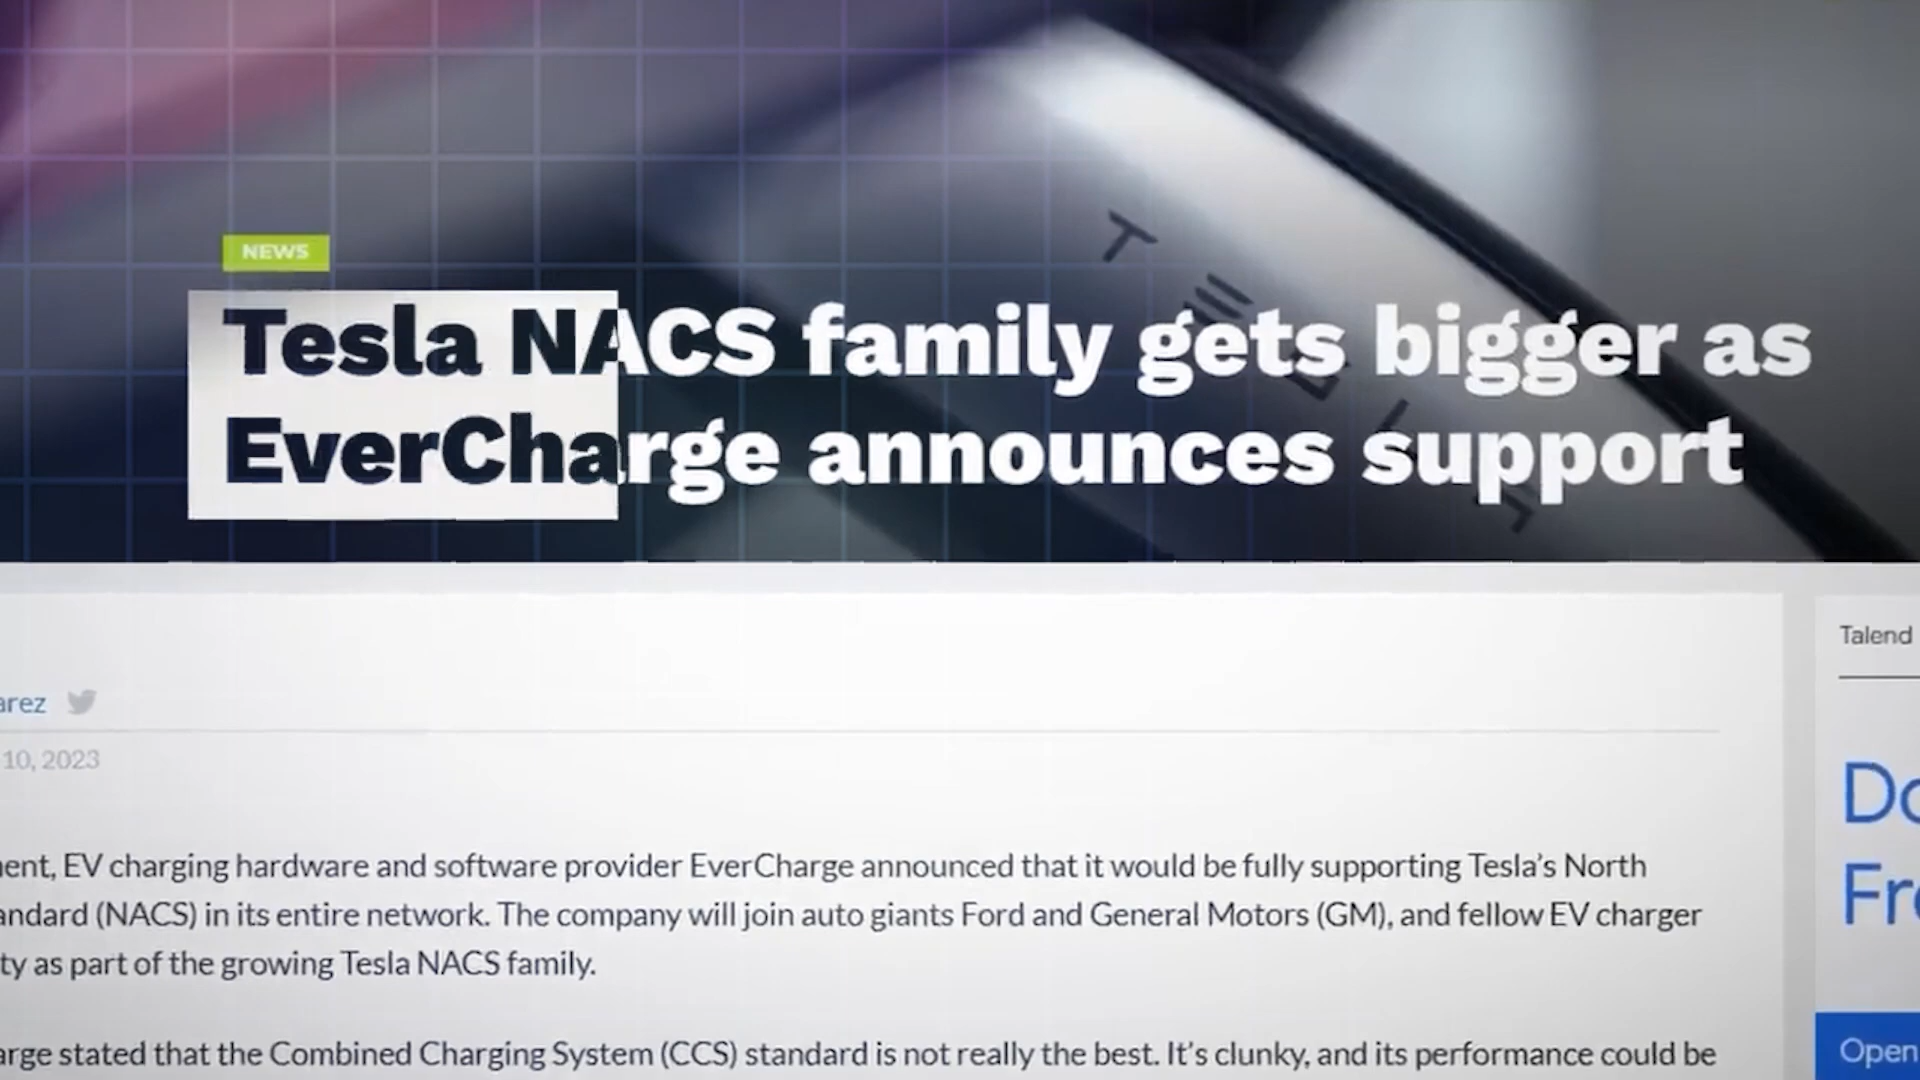 NEWS
Tesla NACS family gets bigger as
EverCharge announces support
TESL
arez
10, 2023
ent, EV charging hardware and software provider EverCharge announced that it would be fully supporting Tesla's North
andard (NACS) in its entire network. The company will join auto giants Ford and General Motors (GM), and fellow EV charger
ty as part of the growing Tesla NACS family.
arge stated that the Combined Charging System (CCS) standard is not really the best. It's clunky, and its performance could be
Talend
Do
Fre
Open